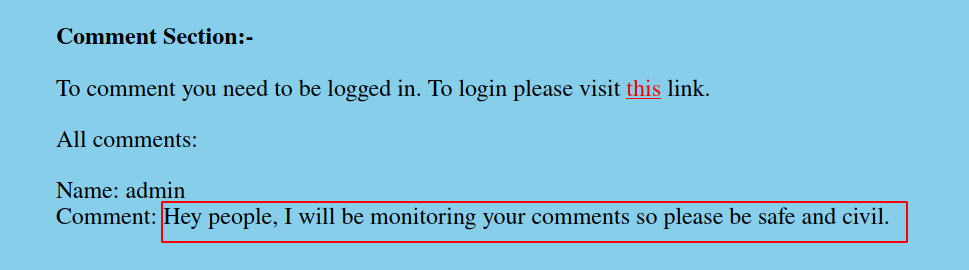 Comment Section:-
To comment you need to be logged in. To login please visit this link.
All comments:
Name: admin
Comment: Hey people, I will be monitoring your comments so please be safe and civil.